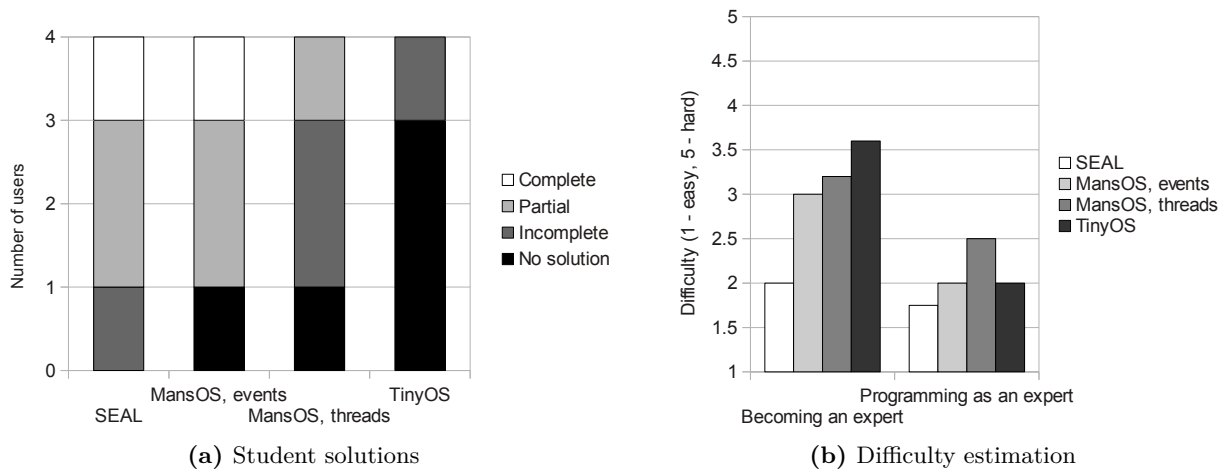 4
3
2
1
0
Number of users
SEAL
MansOS, events
MansOS, threads
TinyOS
Complete
Partial
Incomplete
No solution
(a) Student solutions
5
4.5
4
3.5
3
2.5
2
1.5
1
Difficulty (1 - easy, 5 - hard)
Becoming an expert
Programming as an expert
SEAL
MansOS, events
MansOS, threads
TinyOS
(b) Difficulty estimation